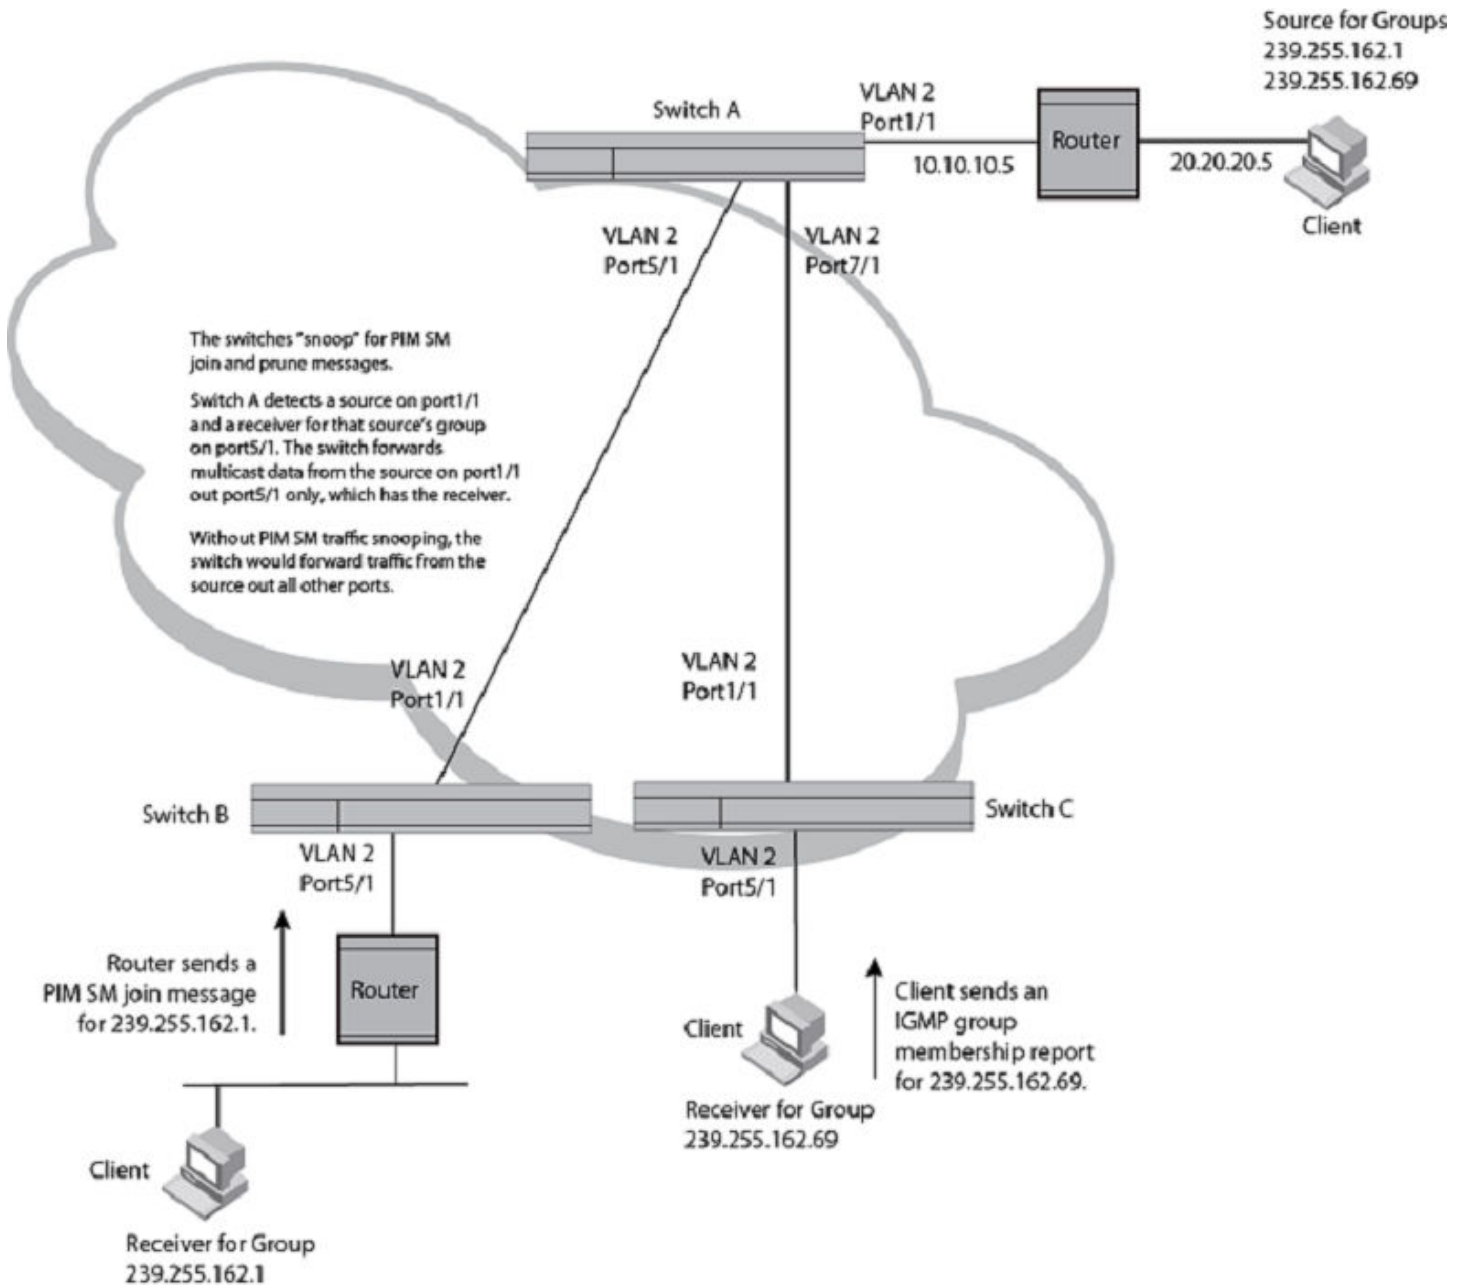 Source for Groups
239.255.162.1
239.255.162.69
Switch A
VLAN 2
Port1/1
Router
10.10.10.5
20.20.20.5
Client
VLAN 2
Port5/1
VLAN 2
Port7/1
The switches "snoop" for PIM SM
join and prune messages.
Switch A detects a source on port1/1
and a receiver for that source's group
on port5/1. The switch forwards
multicast data from the source on port1/1
out port5/1 only, which has the receiver.
Without PIM SM traffic snooping, the
switch would forward traffic from the
source out all other ports.
VLAN 2
Port1/1
VLAN 2
Port1/1
Switch B
Switch C
VLAN 2
Port5/1
VLAN 2
Port5/1
Router sends a
PIM SM join message
for 239.255.162.1.
Router
Client
Client sends an
IGMP group
membership report
for 239.255.162.69.
Receiver for Group
239.255.162.69
Client
Receiver for Group
239.255.162.1